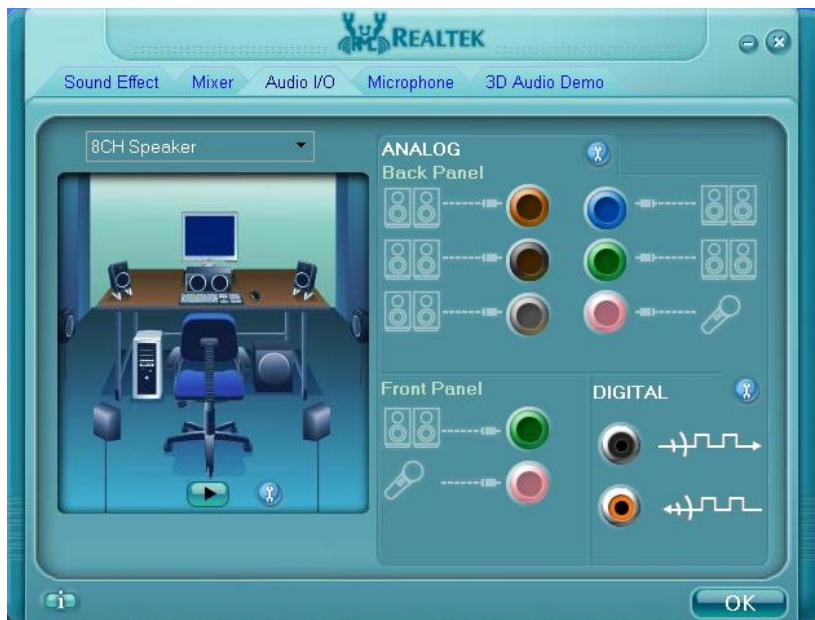 REALTEK
Sound Effect Mixer Audio I/O Microphone 3D Audio Demo
8CH Speaker
ANALOG
Back Panel
Front Panel
DIGITAL
i
OK